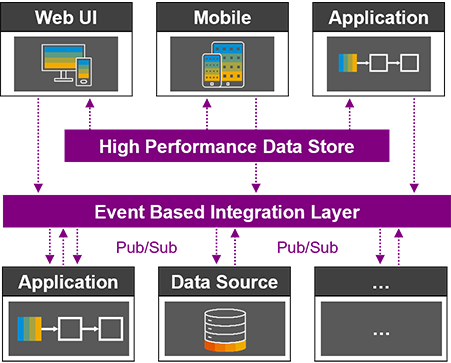 Web UI
Mobile
Application
High Performance Data Store
Event Based Integration Layer
Pub/Sub
Pub/Sub
Application
Data Source
...
...